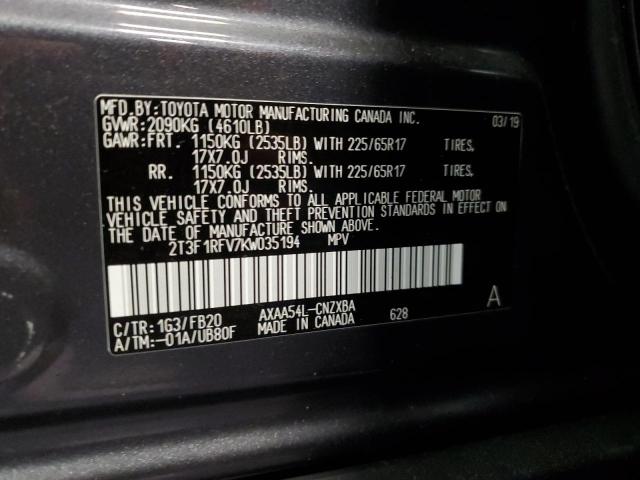 MFD.BY:TOYOTA MOTOR MANUFACTURING CANADA INC. 03/19
GVWR:2090KG (4610LB)
GAWR:FRT. 1150KG (2535LB) WITH 225/65R17 TIRES.
17X7.0J RIMS.
RR. 1150KG (2535LB) WITH 225/65R17 TIRES.
17X7.0J RIMS.
THIS VEHICLE CONFORMS TO ALL APPLICABLE FEDERAL MOTOR
VEHICLE SAFETY AND THEFT PREVENTION STANDARDS IN EFFECT ON
THE DATE OF MANUFACTURE SHOWN ABOVE.
2T3F1RFV7KW035194 MPV
C/TR:1G3/FB20 AXAA54L-CNZXBA A
A/TM:-01A/UB80F MADE IN CANADA 628